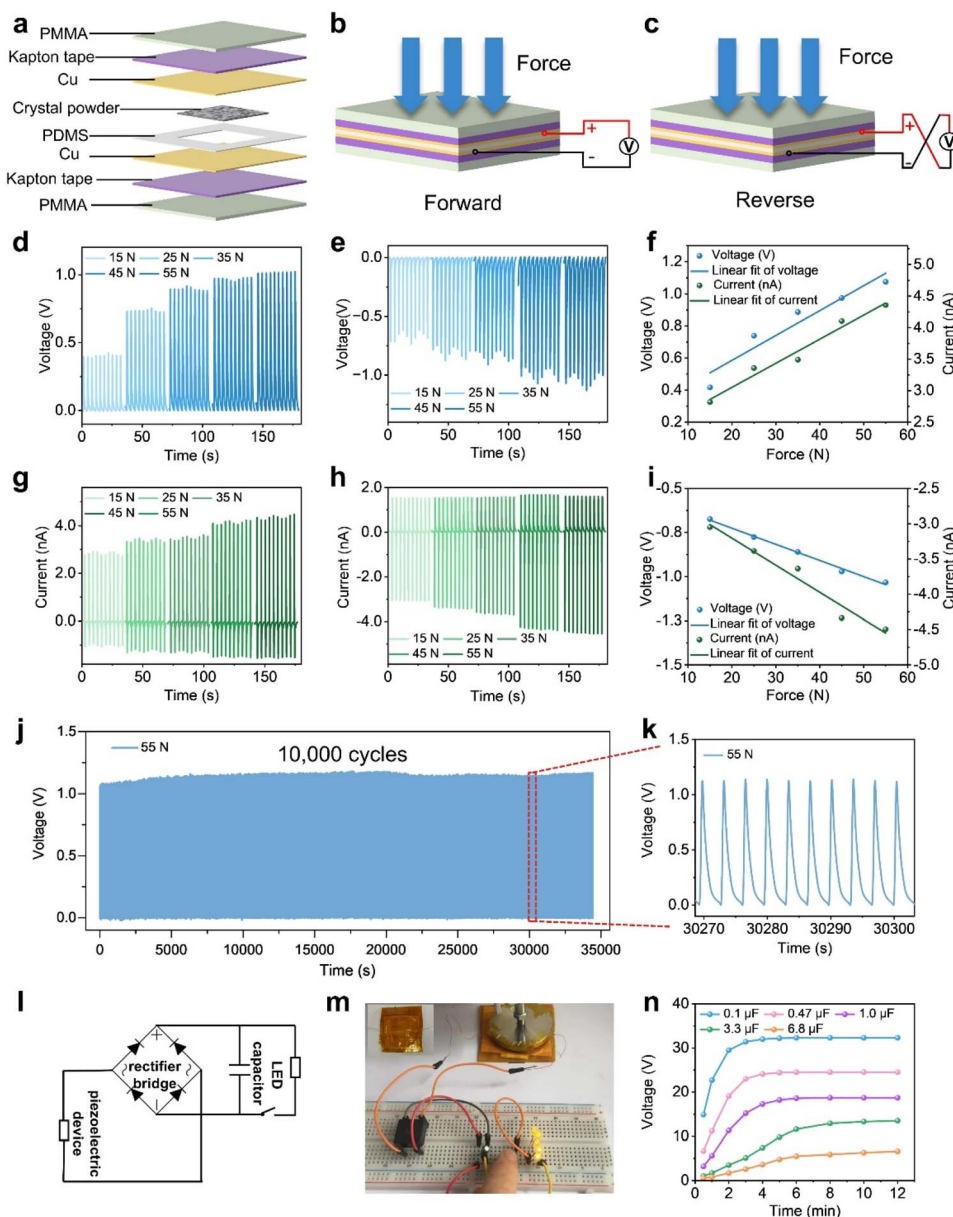 a
PMMA
Kapton tape
Cu
Crystal powder
PDMS
Cu
Kapton tape
PMMA
b
Force
+
-
V
Forward
c
Force
+
-
V
Reverse
d
15 N 25 N 35 N
45 N 55 N
Voltage (V)
1.0
0.5
0.0
0 50 100 150
Time (s)
e
Voltage(V)
0.0
−0.5
−1.0
15 N 25 N 35 N
45 N 55 N
0 50 100 150
Time (s)
f
Voltage (V)
Linear fit of voltage
Current (nA)
Linear fit of current
Voltage (V)
1.2
1.0
0.8
0.6
0.4
0.2
Current (nA)
5.0
4.5
4.0
3.5
3.0
2.5
10 20 30 40 50 60
Force (N)
g
15 N 25 N 35 N
45 N 55 N
Current (nA)
4.0
2.0
0.0
0 50 100 150
Time (s)
h
Current (nA)
2.0
0.0
−2.0
−4.0
15 N 25 N 35 N
45 N 55 N
0 50 100 150
Time (s)
i
Voltage (V)
-0.5
-0.8
-1.0
-1.3
-1.5
Voltage (V)
Linear fit of voltage
Current (nA)
Linear fit of current
Current (nA)
-2.5
-3.0
-3.5
-4.0
-4.5
-5.0
10 20 30 40 50 60
Force (N)
j
55 N
10,000 cycles
Voltage (V)
1.5
1.0
0.5
0.0
0 5000 10000 15000 20000 25000 30000 35000
Time (s)
k
55 N
Voltage (V)
1.5
1.0
0.5
0.0
30270 30280 30290 30300
Time (s)
l
rectifier
bridge
piezoelectric
device
capacitor
LED
+
−
~
~
m
n
0.1 µF 0.47 µF 1.0 µF
3.3 µF 6.8 µF
Voltage (V)
40
30
20
10
0
0 2 4 6 8 10 12
Time (min)